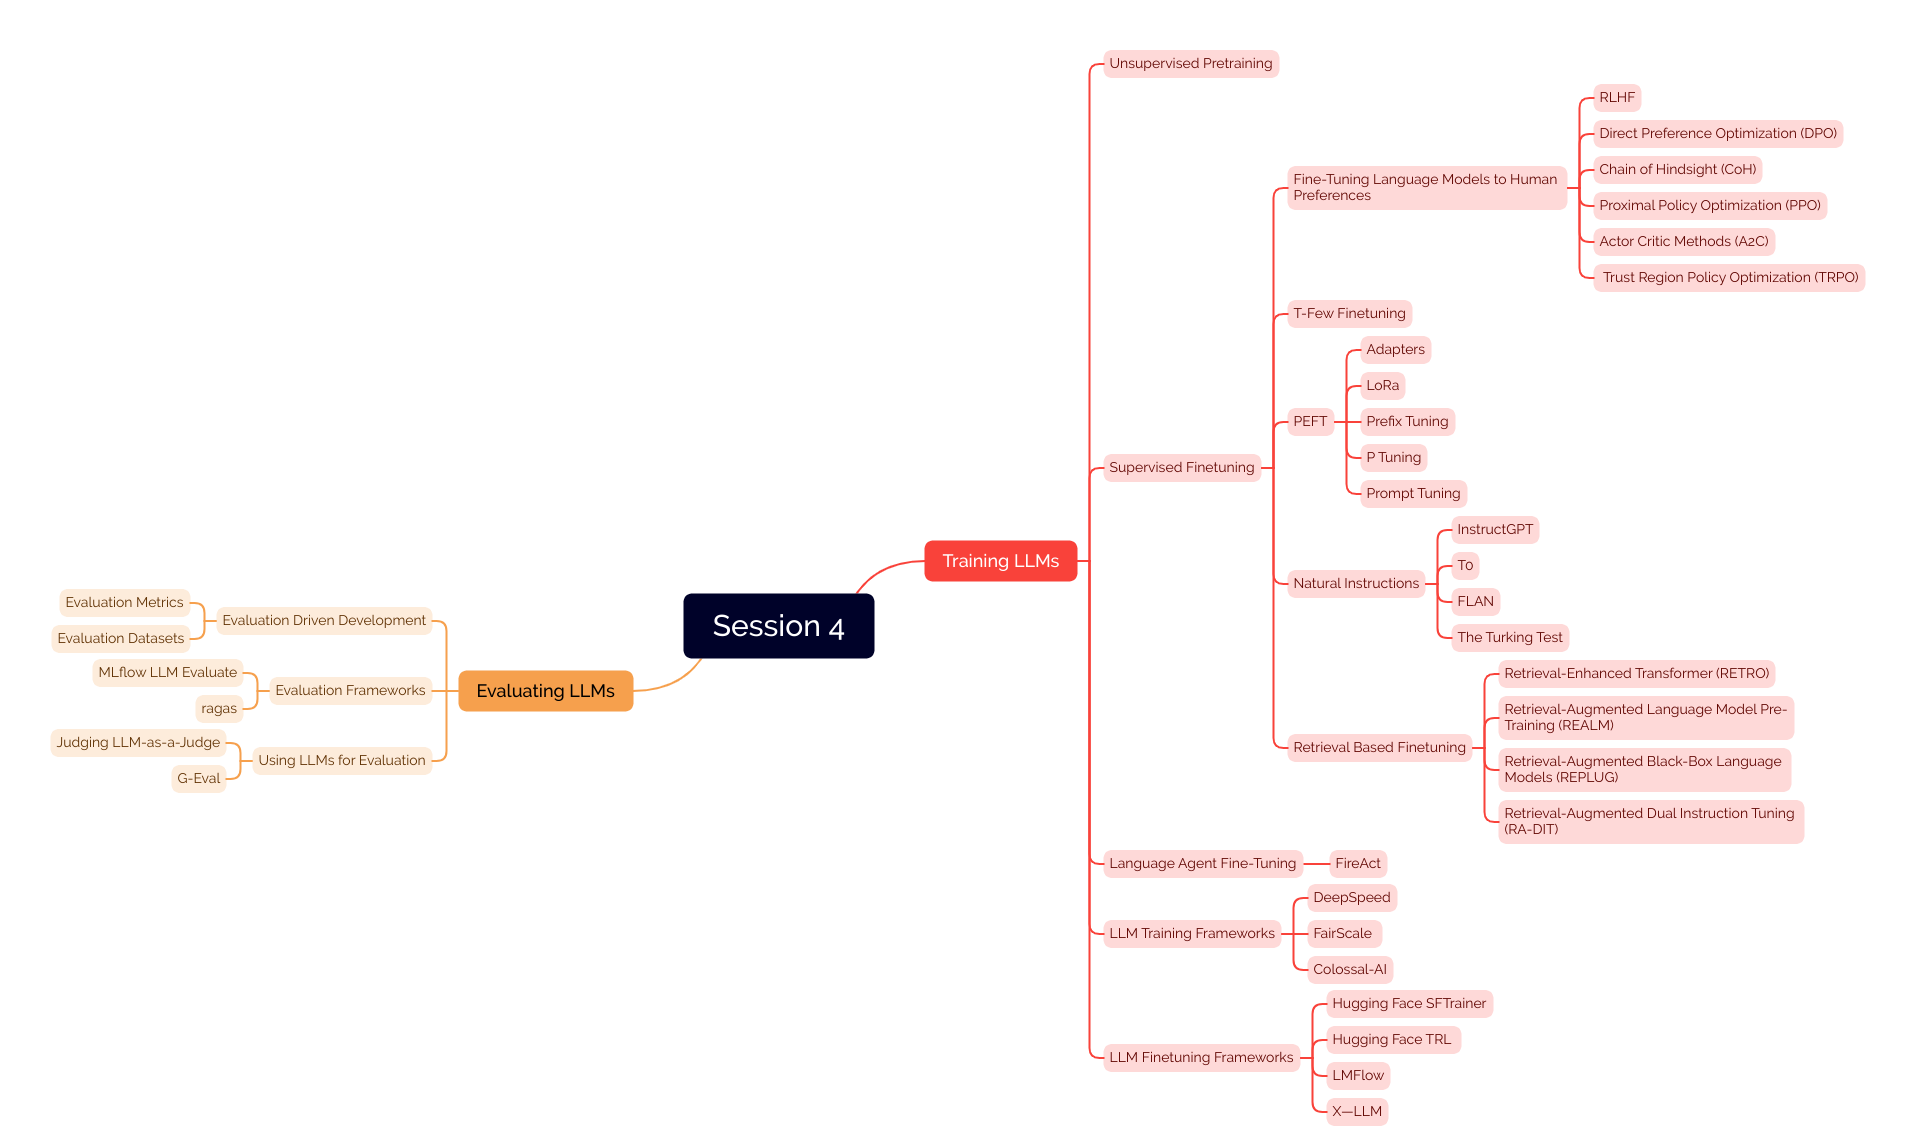 Session 4
Training LLMs
Unsupervised Pretraining
Supervised Finetuning
Fine-Tuning Language Models to Human
Preferences
RLHF
Direct Preference Optimization (DPO)
Chain of Hindsight (CoH)
Proximal Policy Optimization (PPO)
Actor Critic Methods (A2C)
Trust Region Policy Optimization (TRPO)
T-Few Finetuning
PEFT
Adapters
LoRa
Prefix Tuning
P Tuning
Prompt Tuning
Natural Instructions
InstructGPT
T0
FLAN
The Turking Test
Retrieval Based Finetuning
Retrieval-Enhanced Transformer (RETRO)
Retrieval-Augmented Language Model Pre-
Training (REALM)
Retrieval-Augmented Black-Box Language
Models (REPLUG)
Retrieval-Augmented Dual Instruction Tuning
(RA-DIT)
Language Agent Fine-Tuning
FireAct
LLM Training Frameworks
DeepSpeed
FairScale
Colossal-AI
LLM Finetuning Frameworks
Hugging Face SFTrainer
Hugging Face TRL
LMFlow
X—LLM
Evaluating LLMs
Evaluation Driven Development
Evaluation Metrics
Evaluation Datasets
Evaluation Frameworks
MLflow LLM Evaluate
ragas
Using LLMs for Evaluation
Judging LLM-as-a-Judge
G-Eval